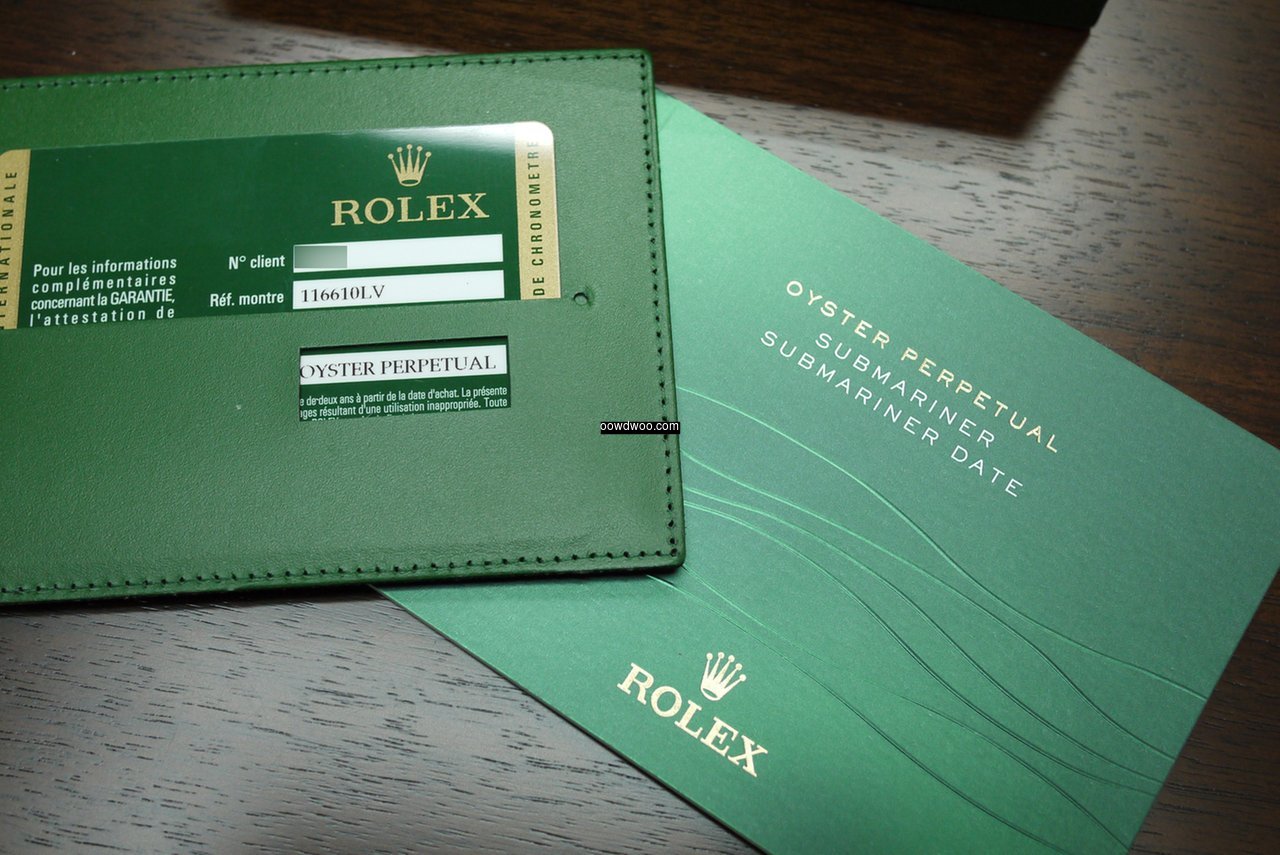 ERNATIONALE
ROLEX
DE CHRONOMETRE
N° client
Pour les informations
complémentaires
concernant la GARANTIE,
l'attestation de
Réf. montre 116610LV
OYSTER PERPETUAL
e de deux ans à partir de la date d'achat. La présente
ges résultant d'une utilisation inappropriée. Toute
oowdwoo.com
OYSTER PERPETUAL
SUBMARINER
SUBMARINER DATE
ROLEX